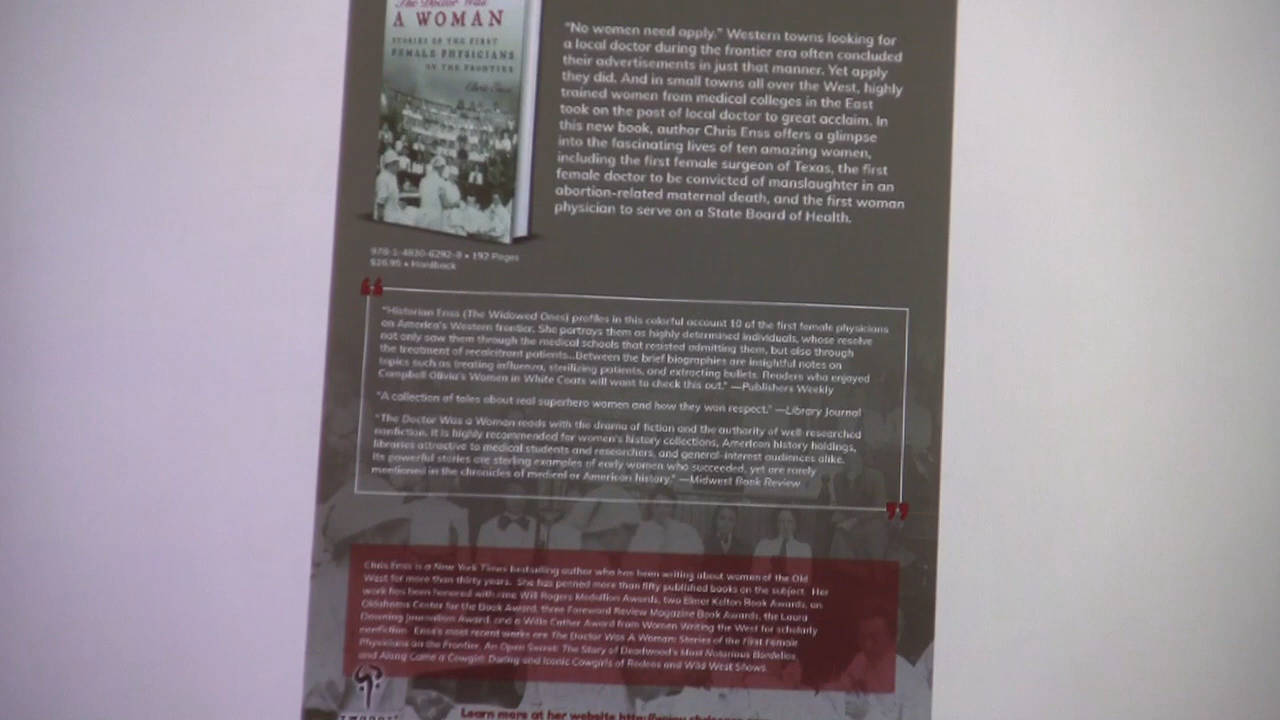 The Doctor Was
A WOMAN
STORIES OF THE FIRST
FEMALE PHYSICIANS
ON THE FRONTIER
Chris Enss
"No women need apply." Western towns looking for
a local doctor during the frontier era often concluded
their advertisements in just that manner. Yet apply
they did. And in small towns all over the West, highly
trained women from medical colleges in the East
took on the post of local doctor to great acclaim. In
this new book, author Chris Enss offers a glimpse
into the fascinating lives of ten amazing women,
including the first female surgeon of Texas, the first
female doctor to be convicted of manslaughter in an
abortion-related maternal death, and the first woman
physician to serve on a State Board of Health.
978-1-4930-6292-8 • 192 Pages
$26.95 • Hardback
"Historian Enss (The Widowed Ones) profiles in this colorful account 10 of the first female physicians
on America's Western frontier. She portrays them as highly determined individuals, whose resolve
not only saw them through the medical schools that resisted admitting them, but also through
the treatment of recalcitrant patients...Between the brief biographies are insightful notes on
topics such as treating influenza, sterilizing patients, and extracting bullets. Readers who enjoyed
Campbell Olivia's Women in White Coats will want to check this out." —Publishers Weekly
"A collection of tales about real superhero women and how they won respect." —Library Journal
"The Doctor Was a Woman reads with the drama of fiction and the authority of well-researched
nonfiction. It is highly recommended for women's history collections, American history holdings,
libraries attractive to medical students and researchers, and general-interest audiences alike.
Its powerful stories are sterling examples of early women who succeeded, yet are rarely
mentioned in the chronicles of medical or American history." —Midwest Book Review
Chris Enss is a New York Times bestselling author who has been writing about women of the Old
West for more than thirty years. She has penned more than fifty published books on the subject. Her
work has been honored with nine Will Rogers Medallion Awards, two Elmer Kelton Book Awards, an
Oklahoma Center for the Book Award, three Foreword Review Magazine Book Awards, the Laura
Downing Journalism Award, and a Willa Cather Award from Women Writing the West for scholarly
nonfiction. Enss's most recent works are The Doctor Was A Woman: Stories of the First Female
Physicians on the Frontier, An Open Secret: The Story of Deadwood's Most Notorious Bordellos,
and Along Came a Cowgirl: Daring and Iconic Cowgirls of Rodeos and Wild West Shows.
Learn more at her website